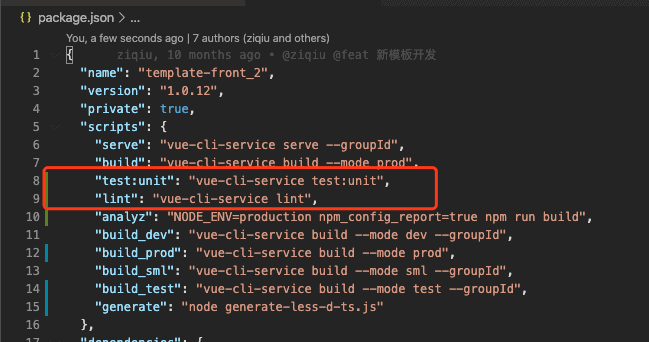 package.json > ...
You, a few seconds ago | 7 authors (ziqiu and others)
1 { ziqiu, 10 months ago • @ziqiu @feat 新模板开发
2 "name": "template-front_2",
3 "version": "1.0.12",
4 "private": true,
5 "scripts": {
6 "serve": "vue-cli-service serve --groupId",
7 "build": "vue-cli-service build --mode prod",
8 "test:unit": "vue-cli-service test:unit",
9 "lint": "vue-cli-service lint",
10 "analyz": "NODE_ENV=production npm_config_report=true npm run build",
11 "build_dev": "vue-cli-service build --mode dev --groupId",
12 "build_prod": "vue-cli-service build --mode prod",
13 "build_sml": "vue-cli-service build --mode sml --groupId",
14 "build_test": "vue-cli-service build --mode test --groupId",
15 "generate": "node generate-less-d-ts.js"
16 },
17 "dependencies": {